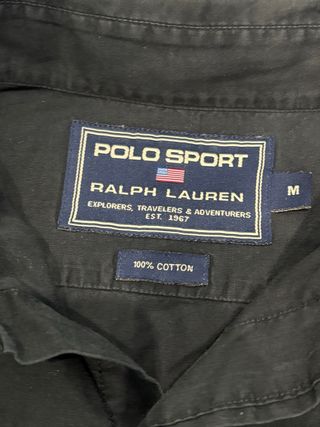 POLO SPORT
RALPH LAUREN
M
EXPLORERS, TRAVELERS & ADVENTURERS
EST. 1967
100% COTTON